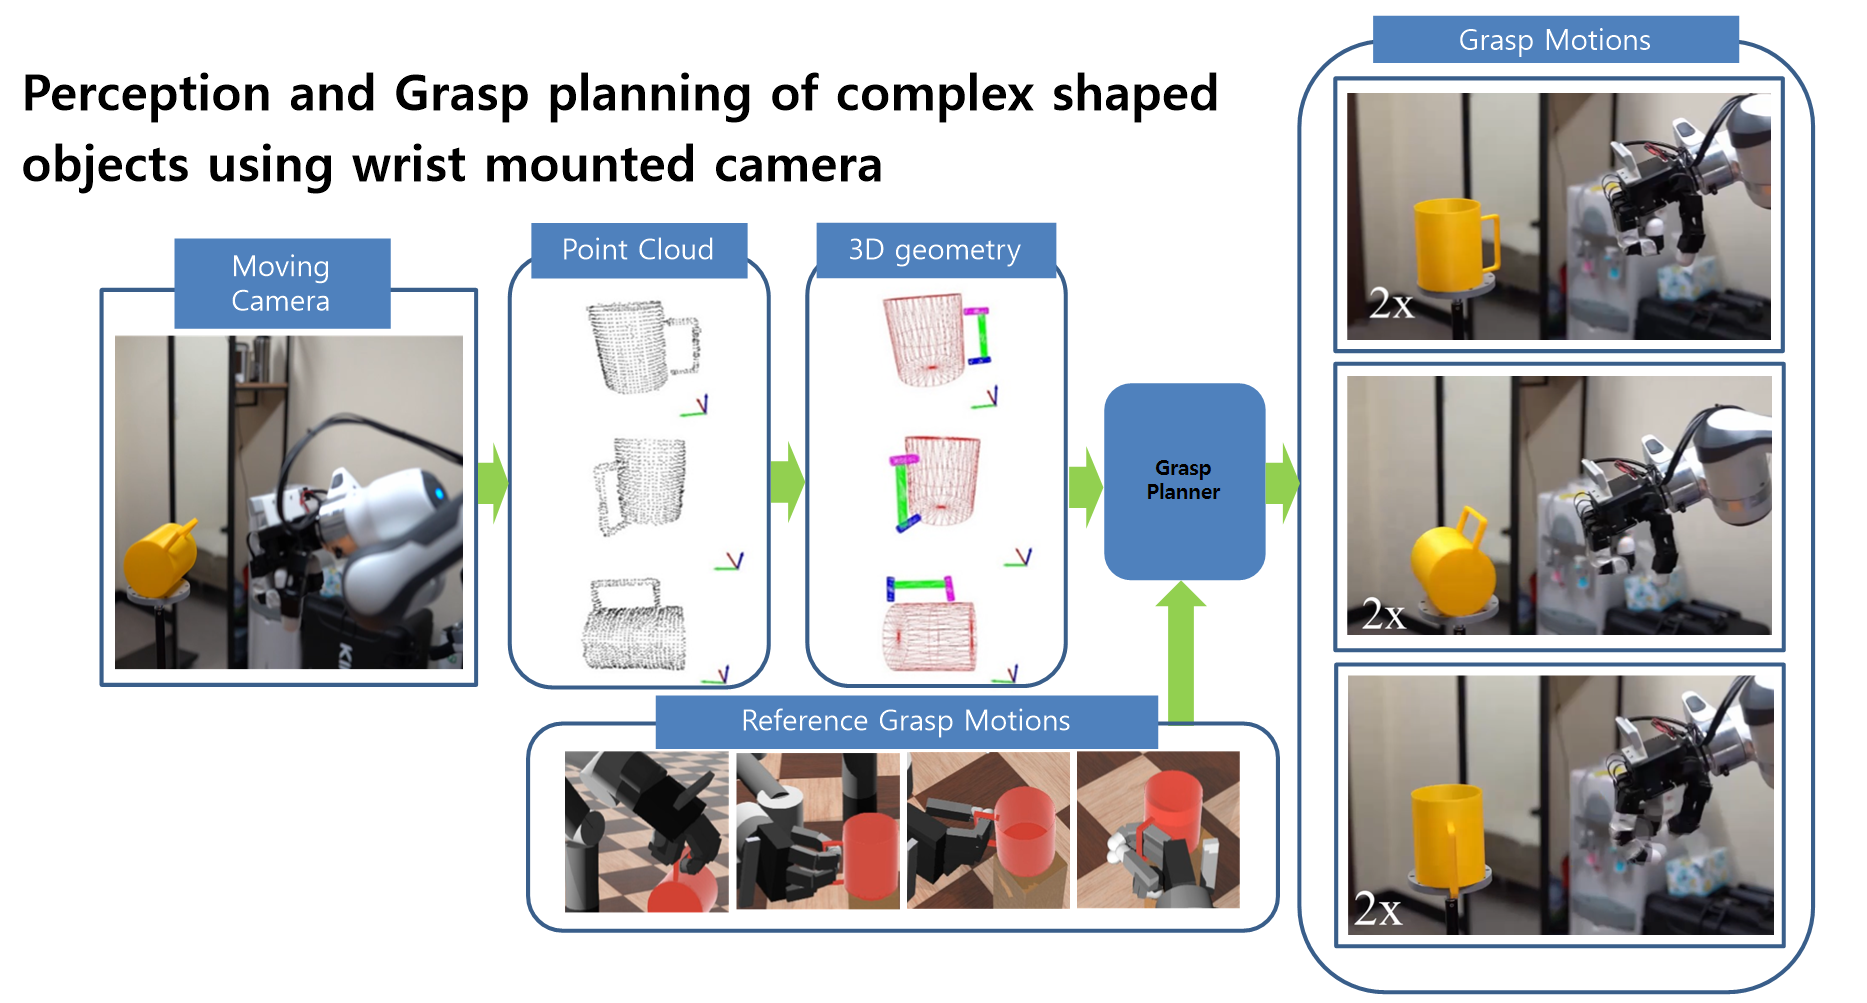 Perception and Grasp planning of complex shaped
objects using wrist mounted camera
Moving
Camera
Point Cloud
3D geometry
Grasp
Planner
Reference Grasp Motions
Grasp Motions
2x
2x
2x